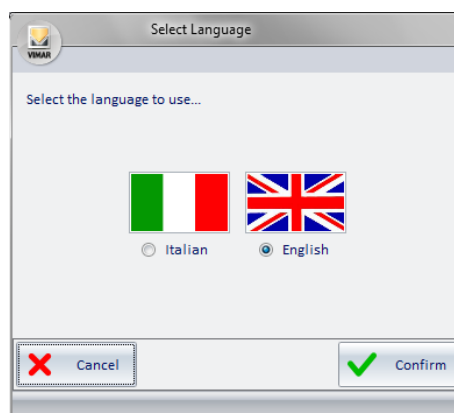 Select Language
VIMAR
Select the language to use...
Italian
English
Cancel
Confirm